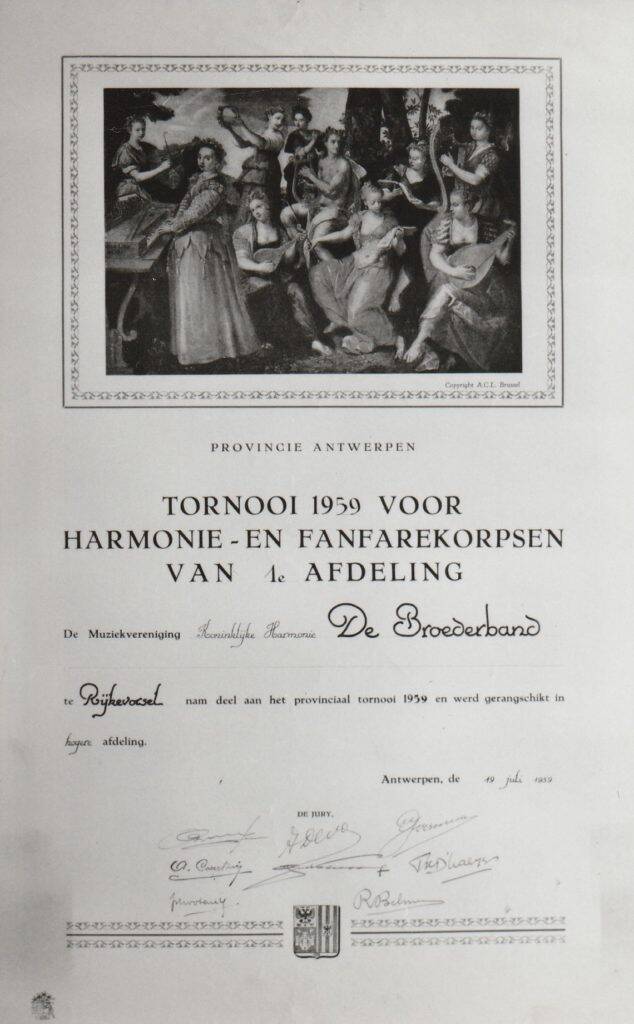 Copyright A.C.L. Brussel
PROVINCIE ANTWERPEN
TORNOOI 1959 VOOR
HARMONIE - EN FANFAREKORPSEN
VAN 1e AFDELING
De Muziekvereniging Koninklijke Harmonie De Broederband
te Rijkevorsel nam deel aan het provinciaal tornooi 1959 en werd gerangschikt in
hogere afdeling.
Antwerpen, de 19 juli 1959
DE JURY,